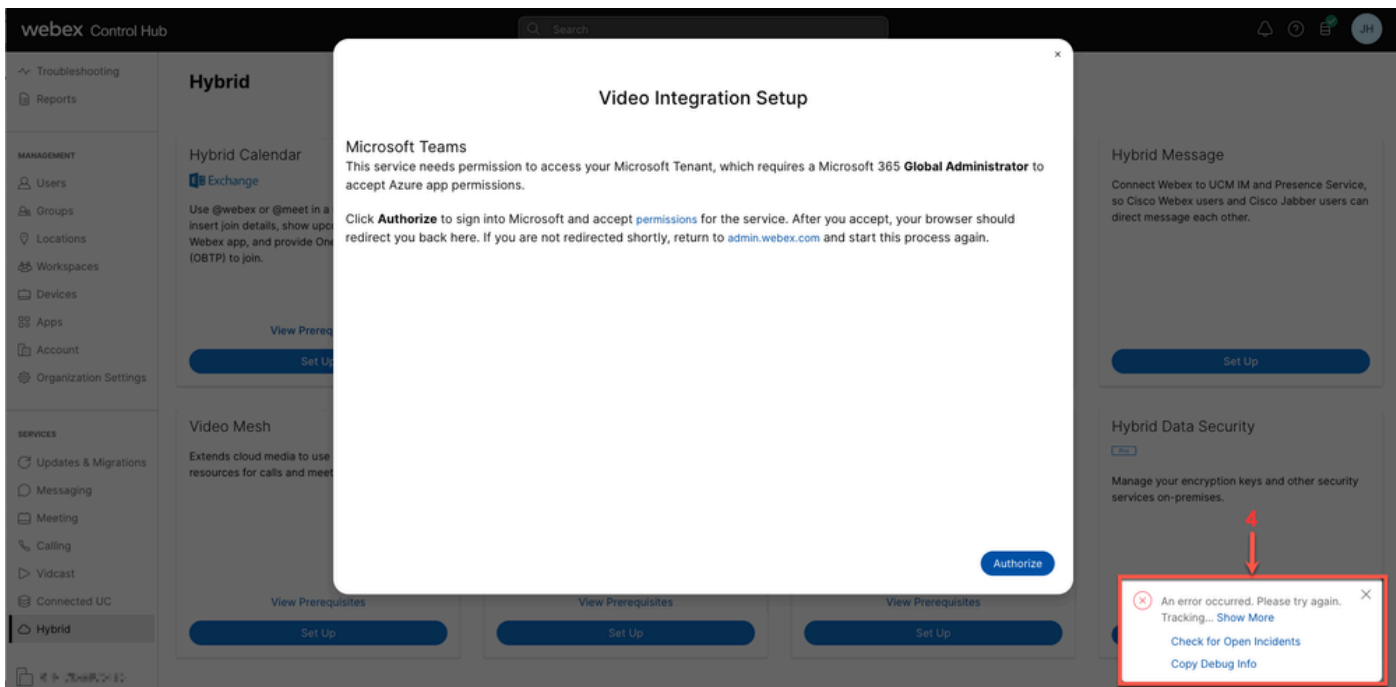 webex Control Hub
Search
JH
Troubleshooting
Reports
MANAGEMENT
Users
Groups
Locations
Workspaces
Devices
Apps
Account
Organization Settings
SERVICES
Updates & Migrations
Messaging
Meeting
Calling
Vidcast
Connected UC
Hybrid
Hybrid
Hybrid Calendar
Exchange
Use @webex or @meet in a
insert join details, show upc
Webex app, and provide One
(OBTP) to join.
View Prereq
Set Up
Video Mesh
Extends cloud media to use
resources for calls and meet
View Prerequisites
Set Up
View Prerequisites
Set Up
View Prerequisites
Set Up
Video Integration Setup
Microsoft Teams
This service needs permission to access your Microsoft Tenant, which requires a Microsoft 365 Global Administrator to
accept Azure app permissions.
Click Authorize to sign into Microsoft and accept permissions for the service. After you accept, your browser should
redirect you back here. If you are not redirected shortly, return to admin.webex.com and start this process again.
Authorize
Hybrid Message
Connect Webex to UCM IM and Presence Service,
so Cisco Webex users and Cisco Jabber users can
direct message each other.
Set Up
Hybrid Data Security
Pro
Manage your encryption keys and other security
services on-premises.
4
An error occurred. Please try again.
Tracking... Show More
Check for Open Incidents
Copy Debug Info